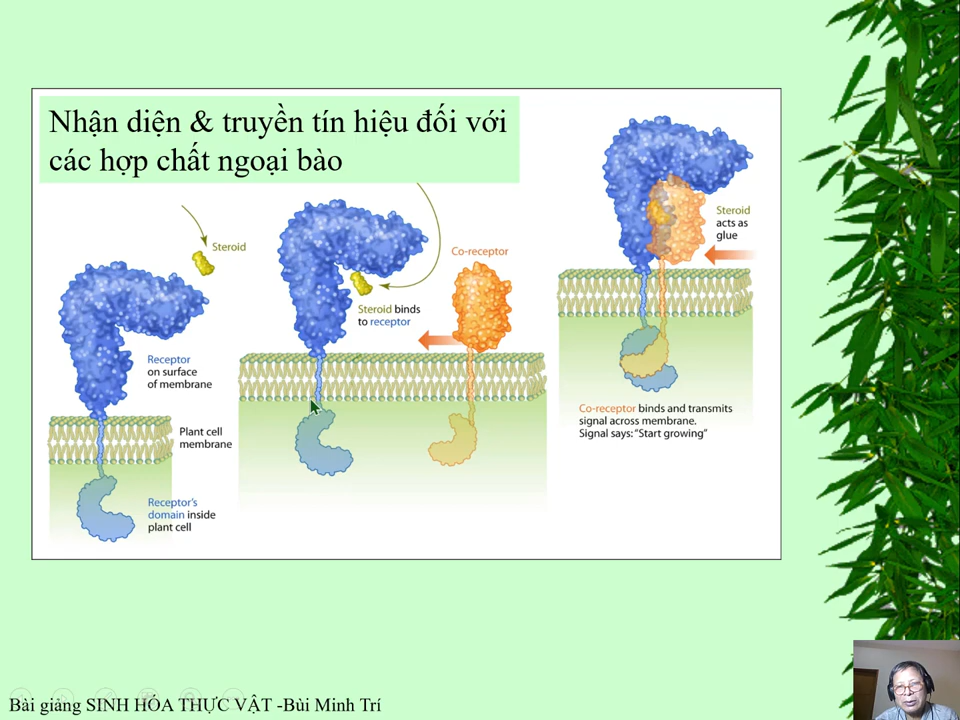 Nhận diện & truyền tín hiệu đối với
các hợp chất ngoại bào
Steroid
Receptor
on surface
of membrane
Plant cell
membrane
Receptor's
domain inside
plant cell
Steroid binds
to receptor
Co-receptor
Steroid
acts as
glue
Co-receptor binds and transmits
signal across membrane.
Signal says: "Start growing"
Bài giảng SINH HÓA THỰC VẬT -Bùi Minh Trí